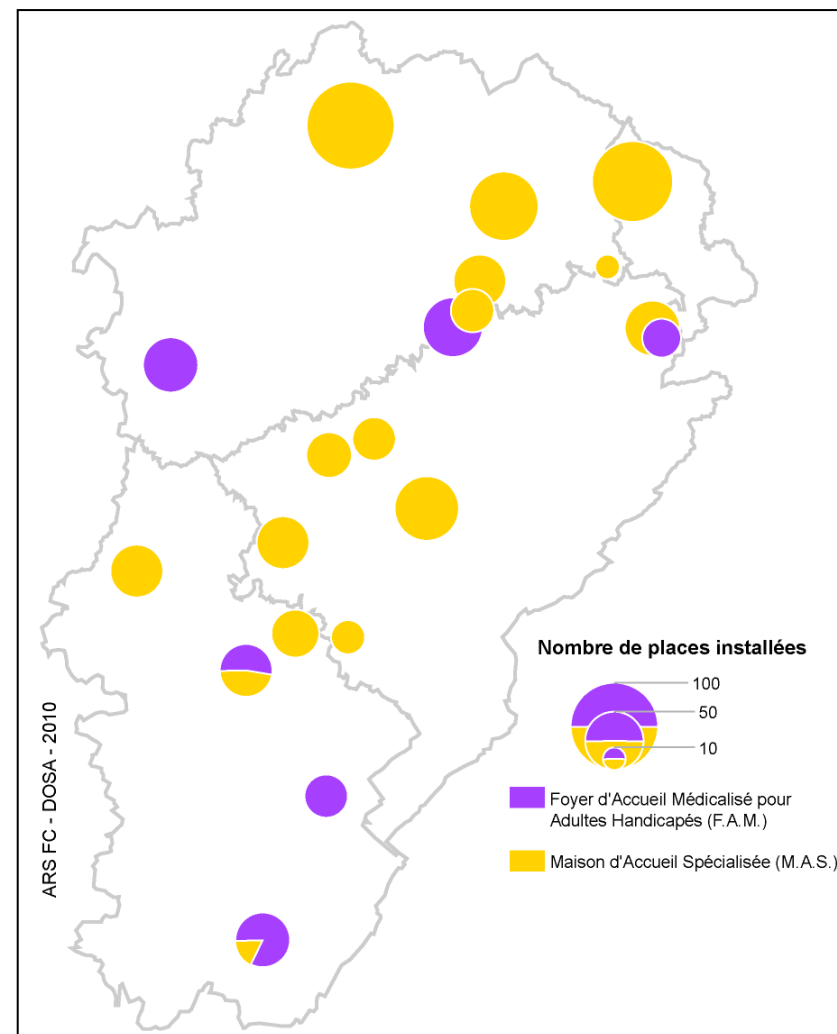 Nombre de places installées
100
50
10
Foyer d'Accueil Médicalisé pour
Adultes Handicapés (F.A.M.)
Maison d'Accueil Spécialisée (M.A.S.)
ARS FC - DOSA - 2010